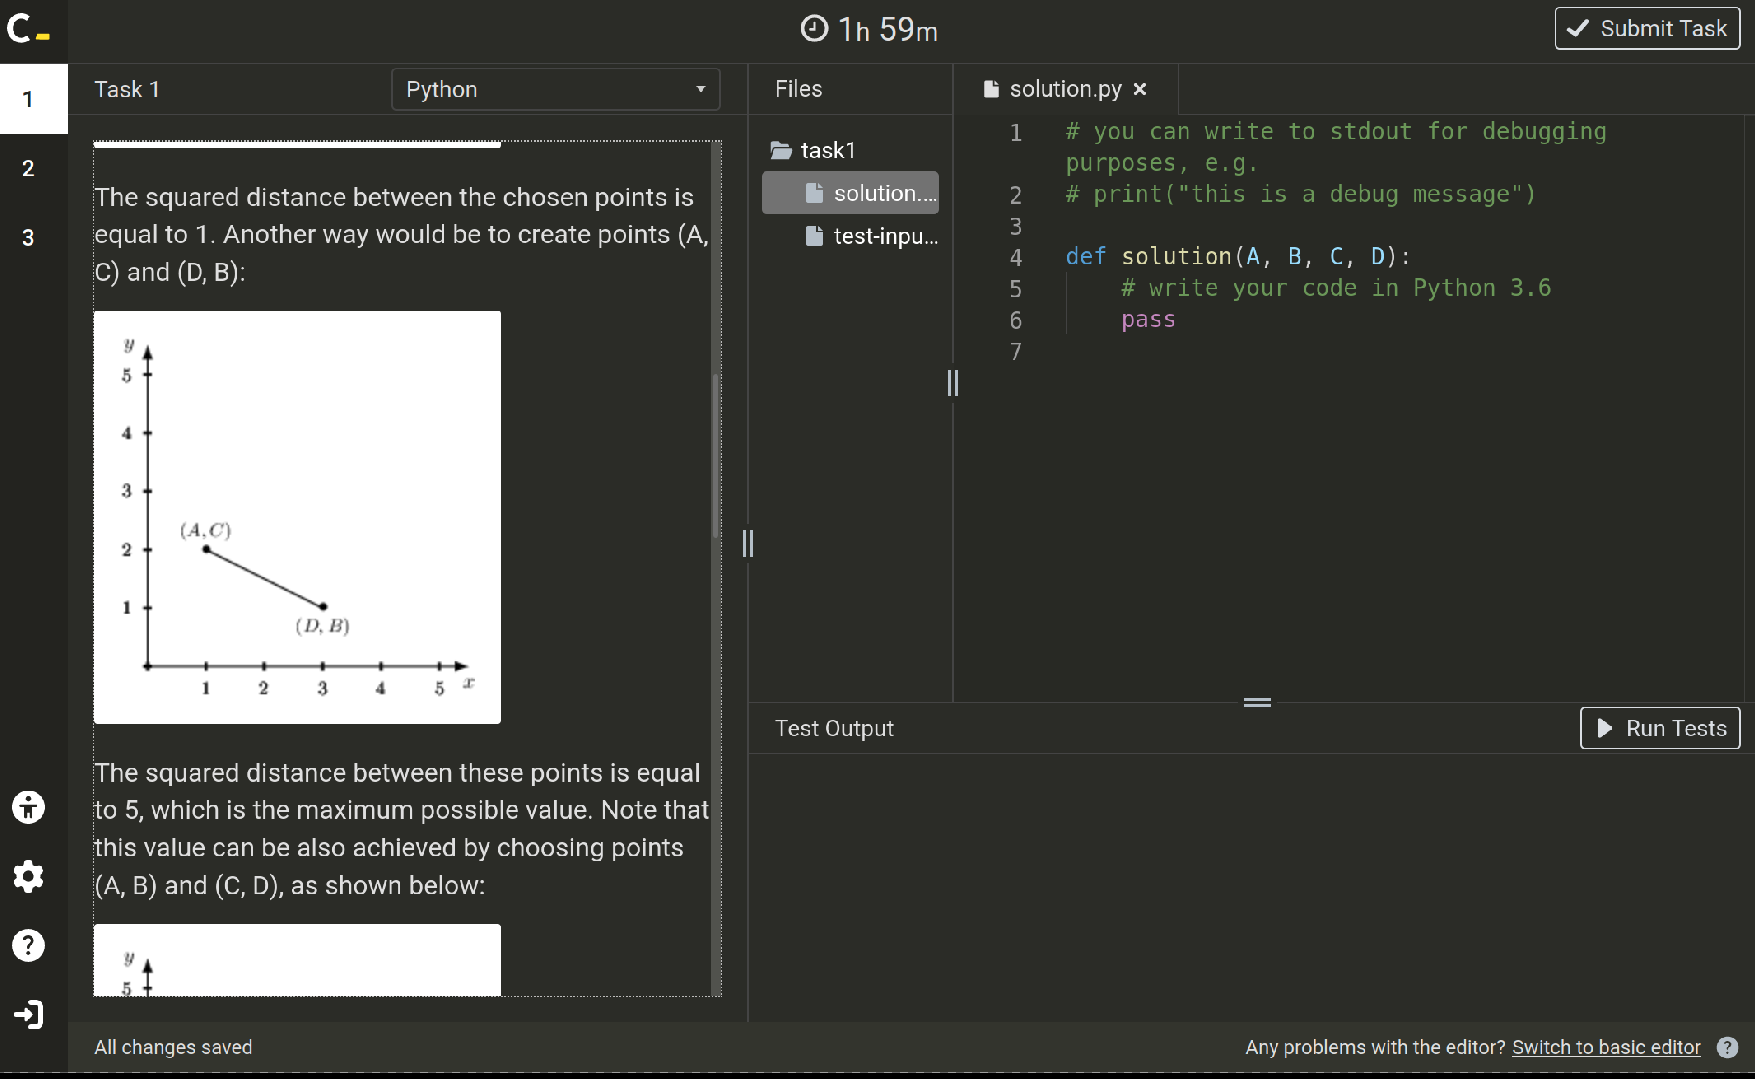 C_
1h 59m
Submit Task
1
2
3
Task 1
Python
The squared distance between the chosen points is
equal to 1. Another way would be to create points (A,
C) and (D, B):
y
5
4
3
2
1
(A, C)
(D, B)
1 2 3 4 5 x
The squared distance between these points is equal
to 5, which is the maximum possible value. Note that
this value can be also achieved by choosing points
(A, B) and (C, D), as shown below:
y
5
Files
task1
solution....
test-inpu...
solution.py ×
1 # you can write to stdout for debugging
purposes, e.g.
2 # print("this is a debug message")
3
4 def solution(A, B, C, D):
5 # write your code in Python 3.6
6 pass
7
Test Output
Run Tests
All changes saved
Any problems with the editor? Switch to basic editor ?